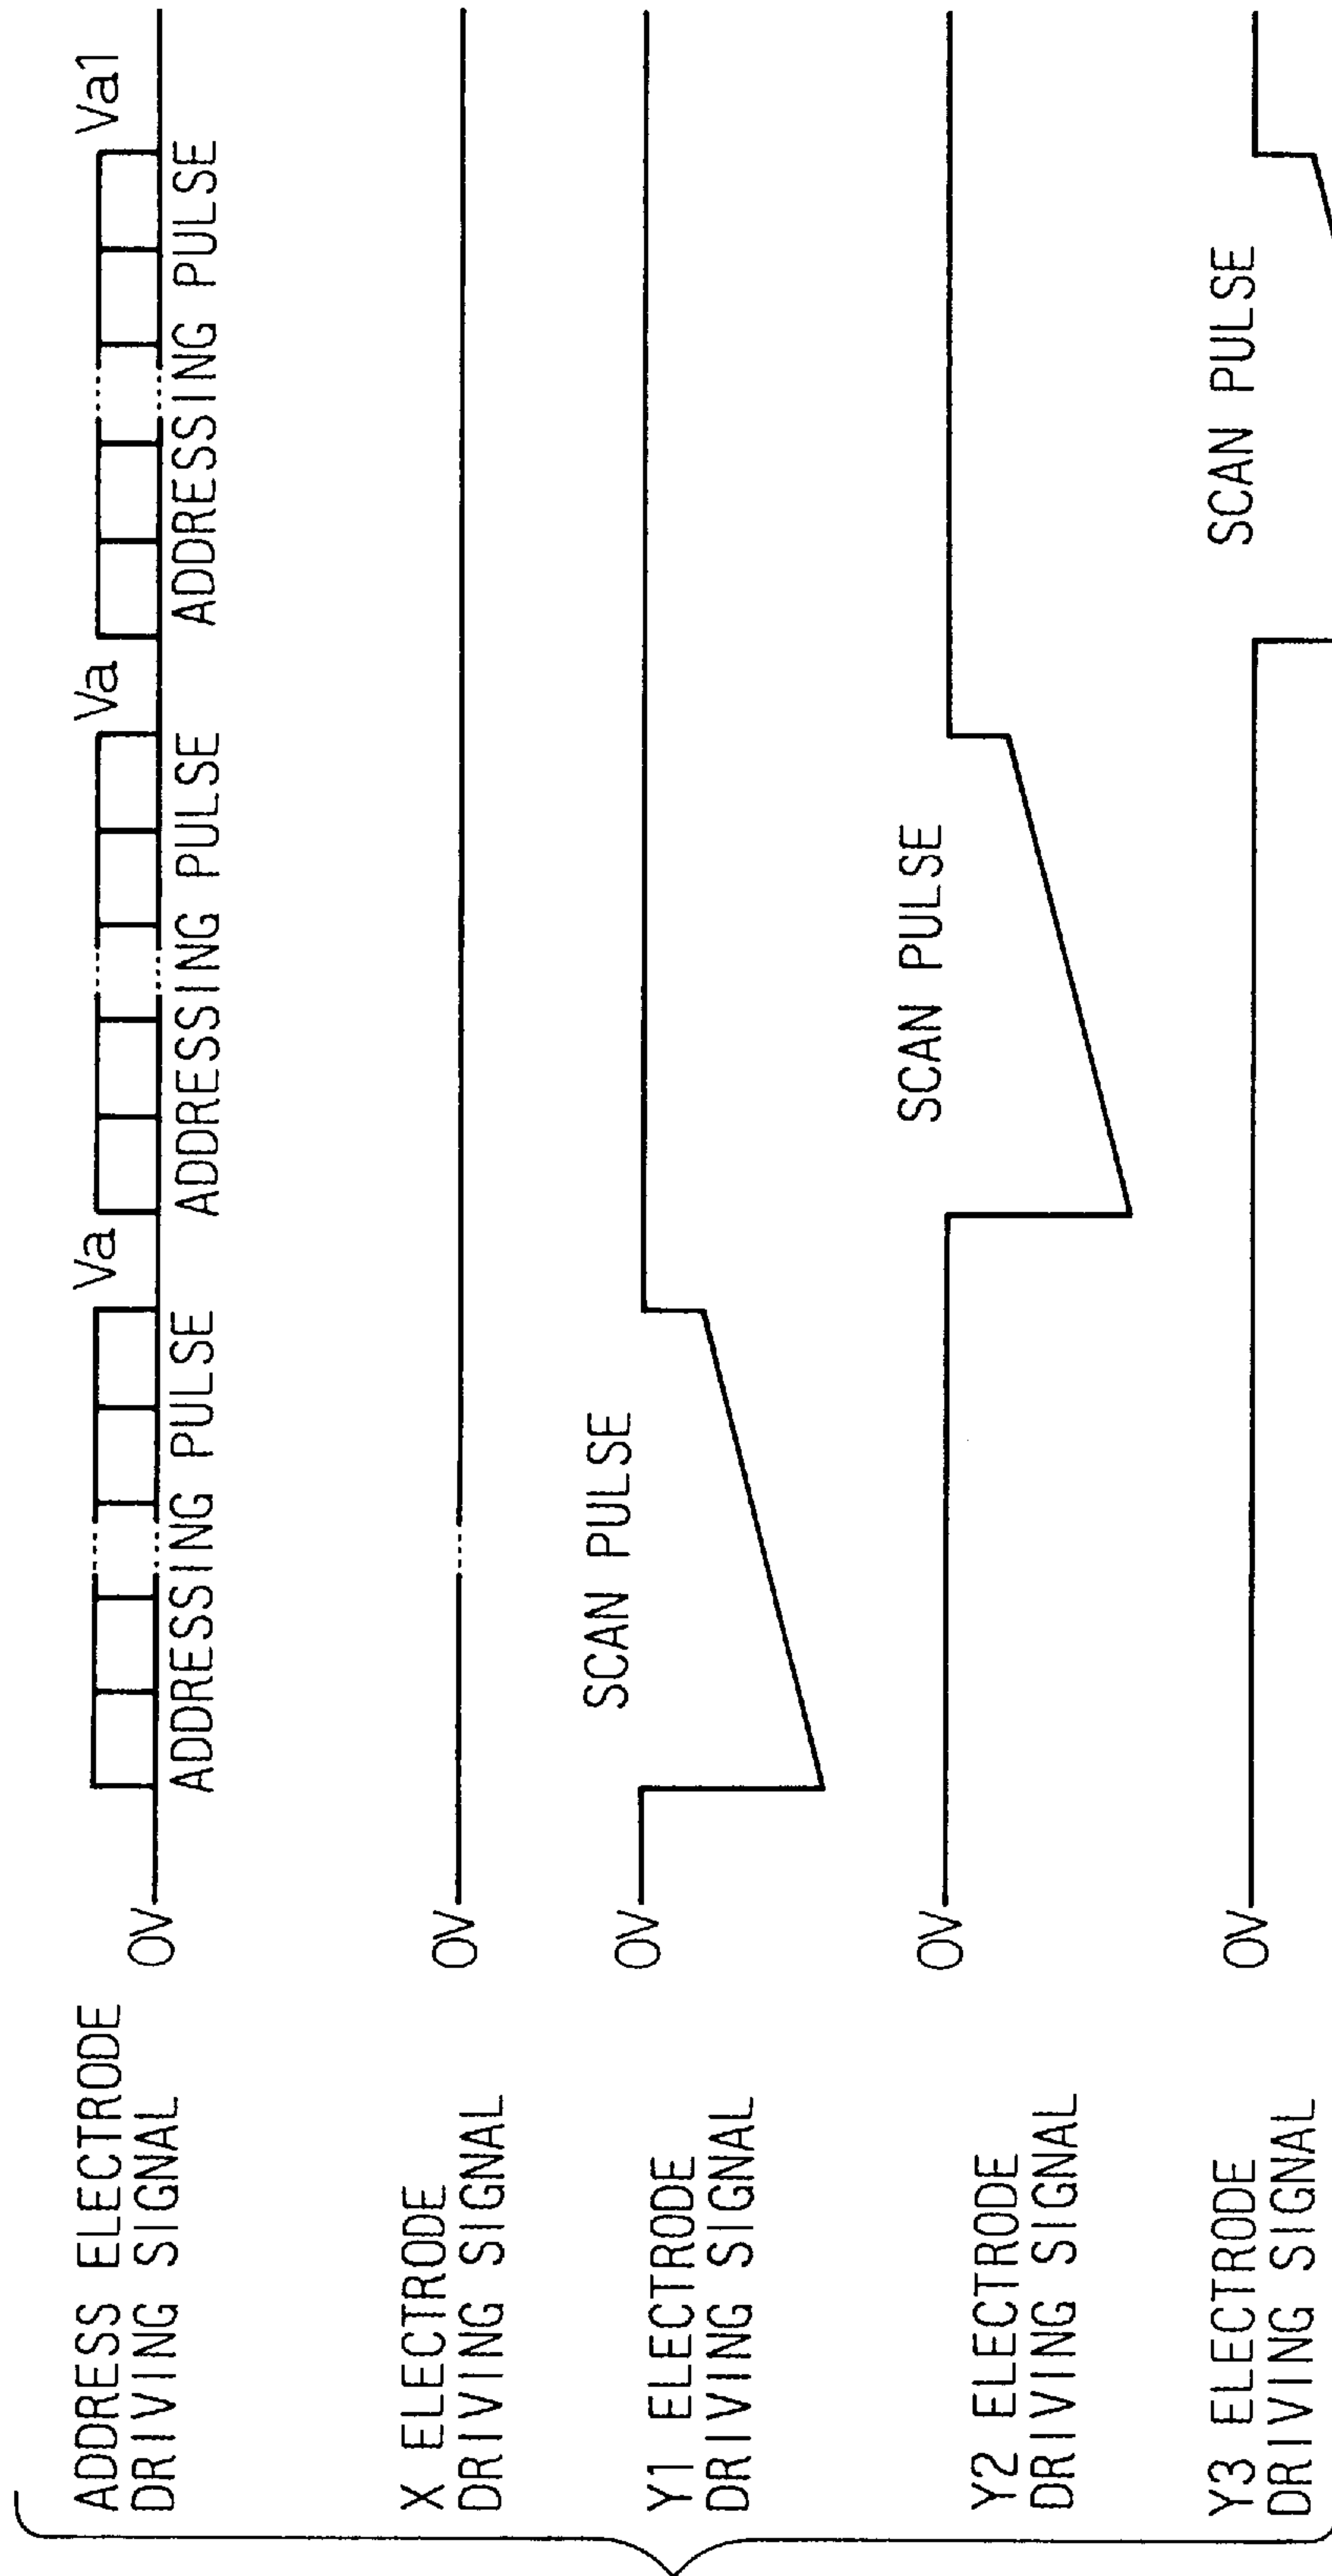 ADDRESS ELECTRODE
DRIVING SIGNAL
0V
Va
Va
Va1
ADDRESSING PULSE
ADDRESSING PULSE
ADDRESSING PULSE
X ELECTRODE
DRIVING SIGNAL
0V
Y1 ELECTRODE
DRIVING SIGNAL
0V
SCAN PULSE
Y2 ELECTRODE
DRIVING SIGNAL
0V
SCAN PULSE
Y3 ELECTRODE
DRIVING SIGNAL
0V
SCAN PULSE